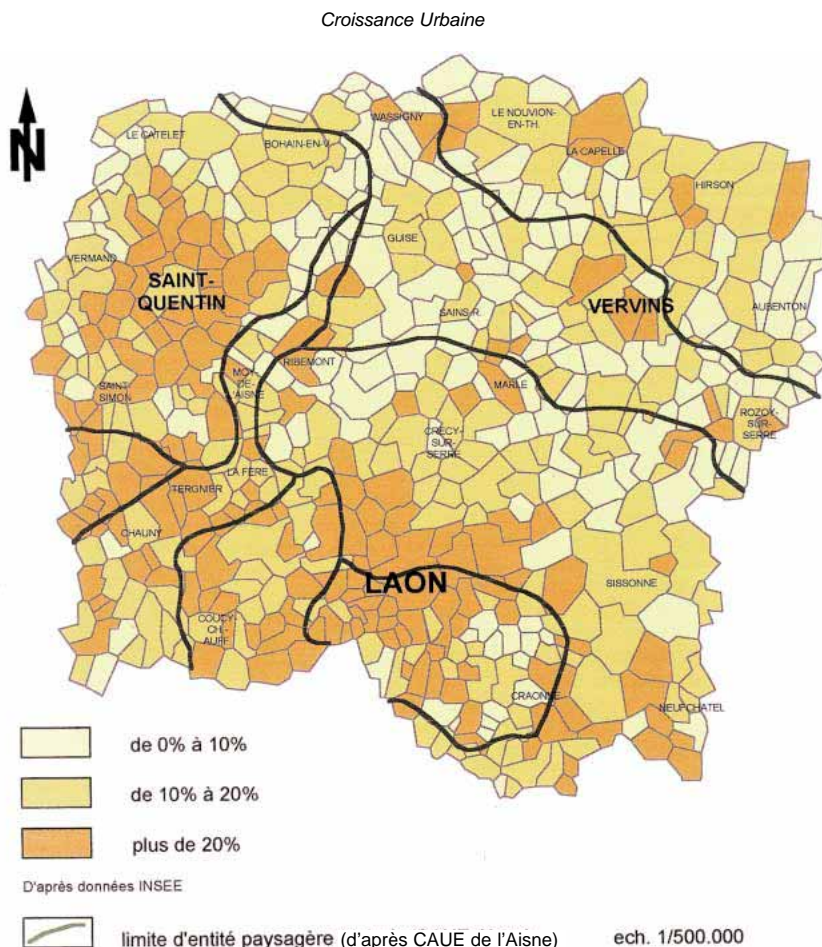 Croissance Urbaine
N
WASSIGNY
LE NOUVION-
EN-TH.
LE CATELET
BOHAIN-EN-V.
LA CAPELLE
HIRSON
GUISE
VERMAND
SAINT-
QUENTIN
VERVINS
AUBENTON
SAINS-R.
RIBEMONT
MOY-
DE-
L'AISNE
SAINT-
SIMON
MARLE
ROZOY-
SUR-
SERRE
CRÉCY-
SUR-
SERRE
LA FÈRE
TERGNIER
CHAUNY
LAON
SISSONNE
COUCY-
CH.-
AUFF.
CRAONNE
NEUFCHATEL
de 0% à 10%
de 10% à 20%
plus de 20%
D'après données INSEE
limite d'entité paysagère (d'après CAUE de l'Aisne) ech. 1/500.000